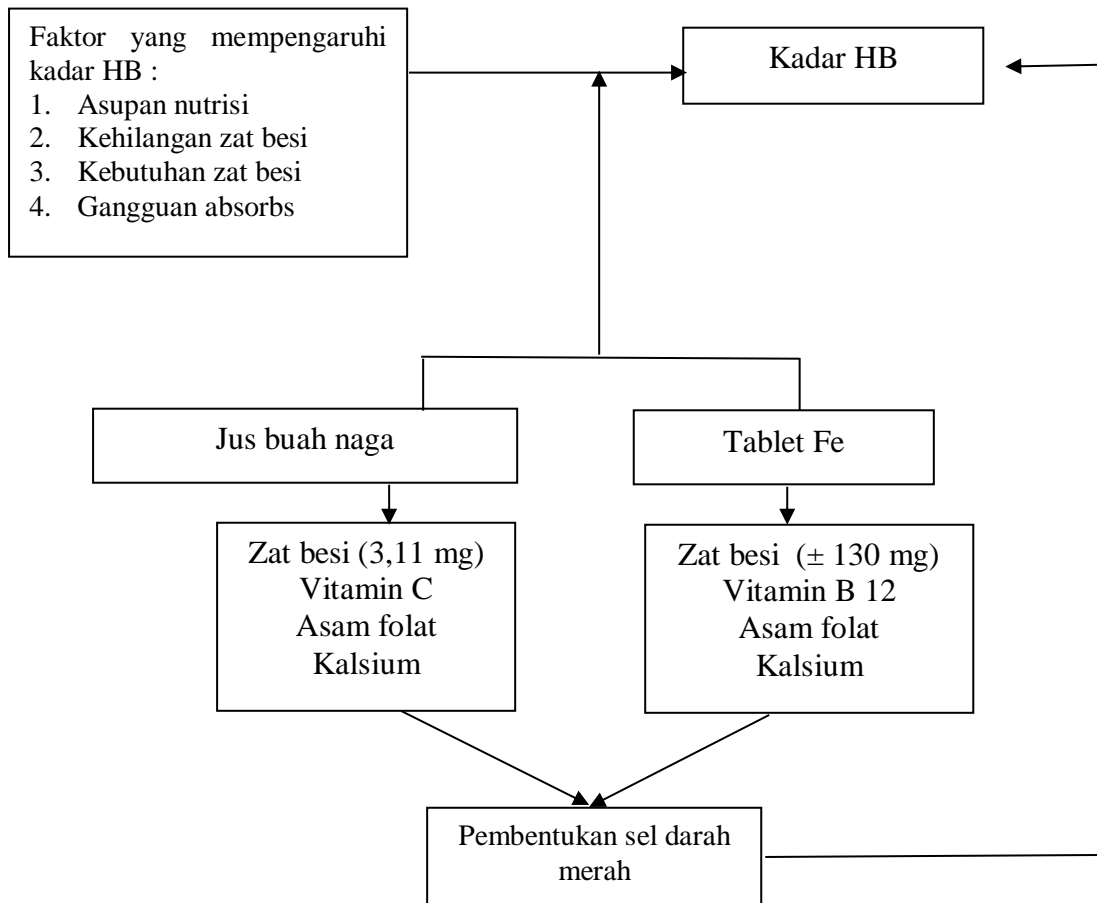 Faktor yang mempengaruhi
kadar HB :
1. Asupan nutrisi
2. Kehilangan zat besi
3. Kebutuhan zat besi
4. Gangguan absorbs
Kadar HB
Jus buah naga
Tablet Fe
Zat besi (3,11 mg)
Vitamin C
Asam folat
Kalsium
Zat besi (± 130 mg)
Vitamin B 12
Asam folat
Kalsium
Pembentukan sel darah
merah